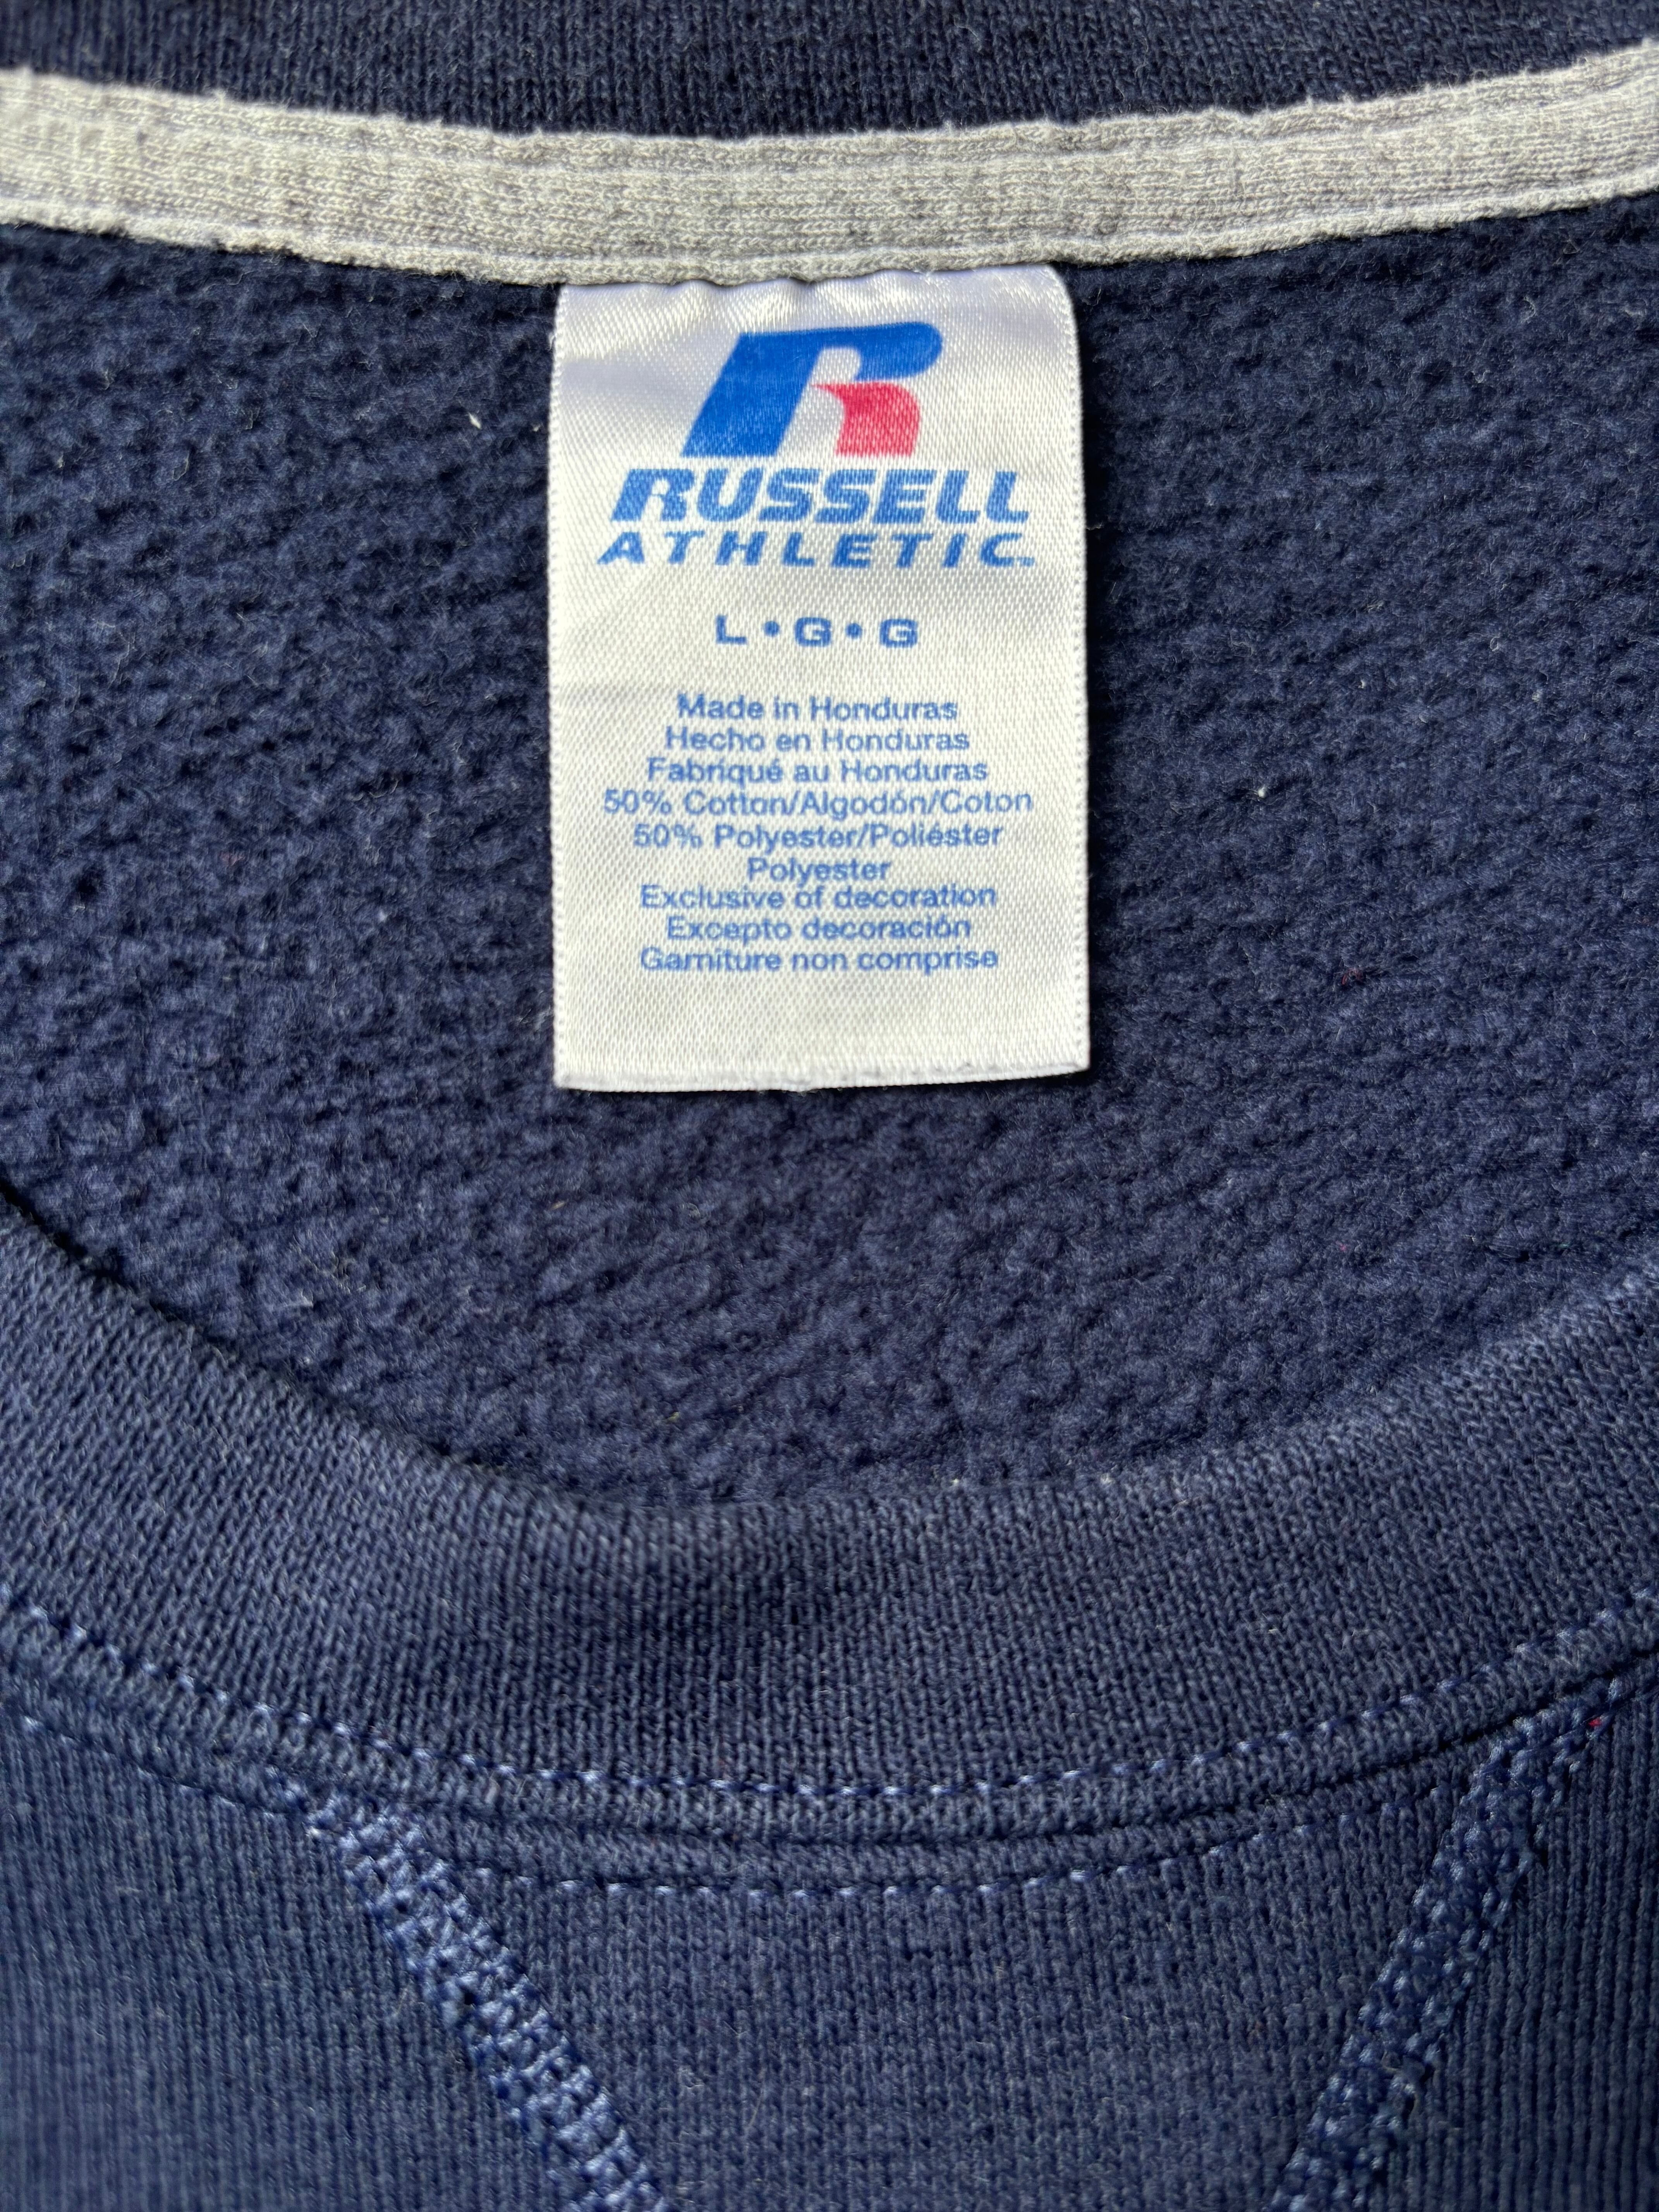 R
RUSSELL
ATHLETIC™
L•G•G
Made in Honduras
Hecho en Honduras
Fabriqué au Honduras
50% Cotton/Algodón/Coton
50% Polyester/Poliéster
Polyester
Exclusive of decoration
Excepto decoración
Garniture non comprise